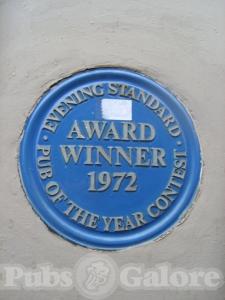 · EVENING STANDARD ·
AWARD
WINNER
1972
PUB OF THE YEAR CONTEST
Pubs Galore